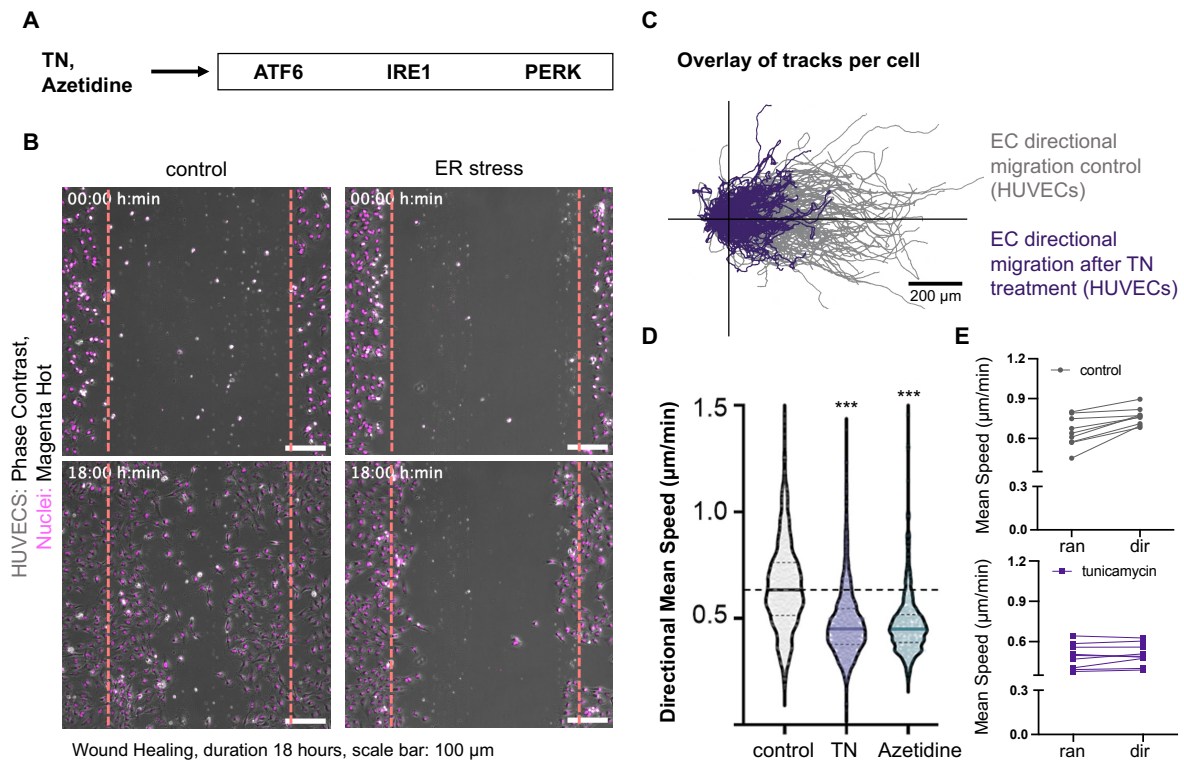 A
TN,
Azetidine
ATF6 IRE1 PERK
B
control ER stress
HUVECS: Phase Contrast,
Nuclei: Magenta Hot
00:00 h:min
00:00 h:min
18:00 h:min
18:00 h:min
Wound Healing, duration 18 hours, scale bar: 100 µm
C
Overlay of tracks per cell
EC directional
migration control
(HUVECs)
EC directional
migration after TN
treatment (HUVECs)
200 µm
D
Directional Mean Speed (µm/min)
1.5
1.0
0.5
***
***
control TN Azetidine
E
Mean Speed (µm/min)
1.2
0.9
0.6
0.3
0.0
control
ran dir
Mean Speed (µm/min)
1.2
0.9
0.6
0.3
0.0
tunicamycin
ran dir